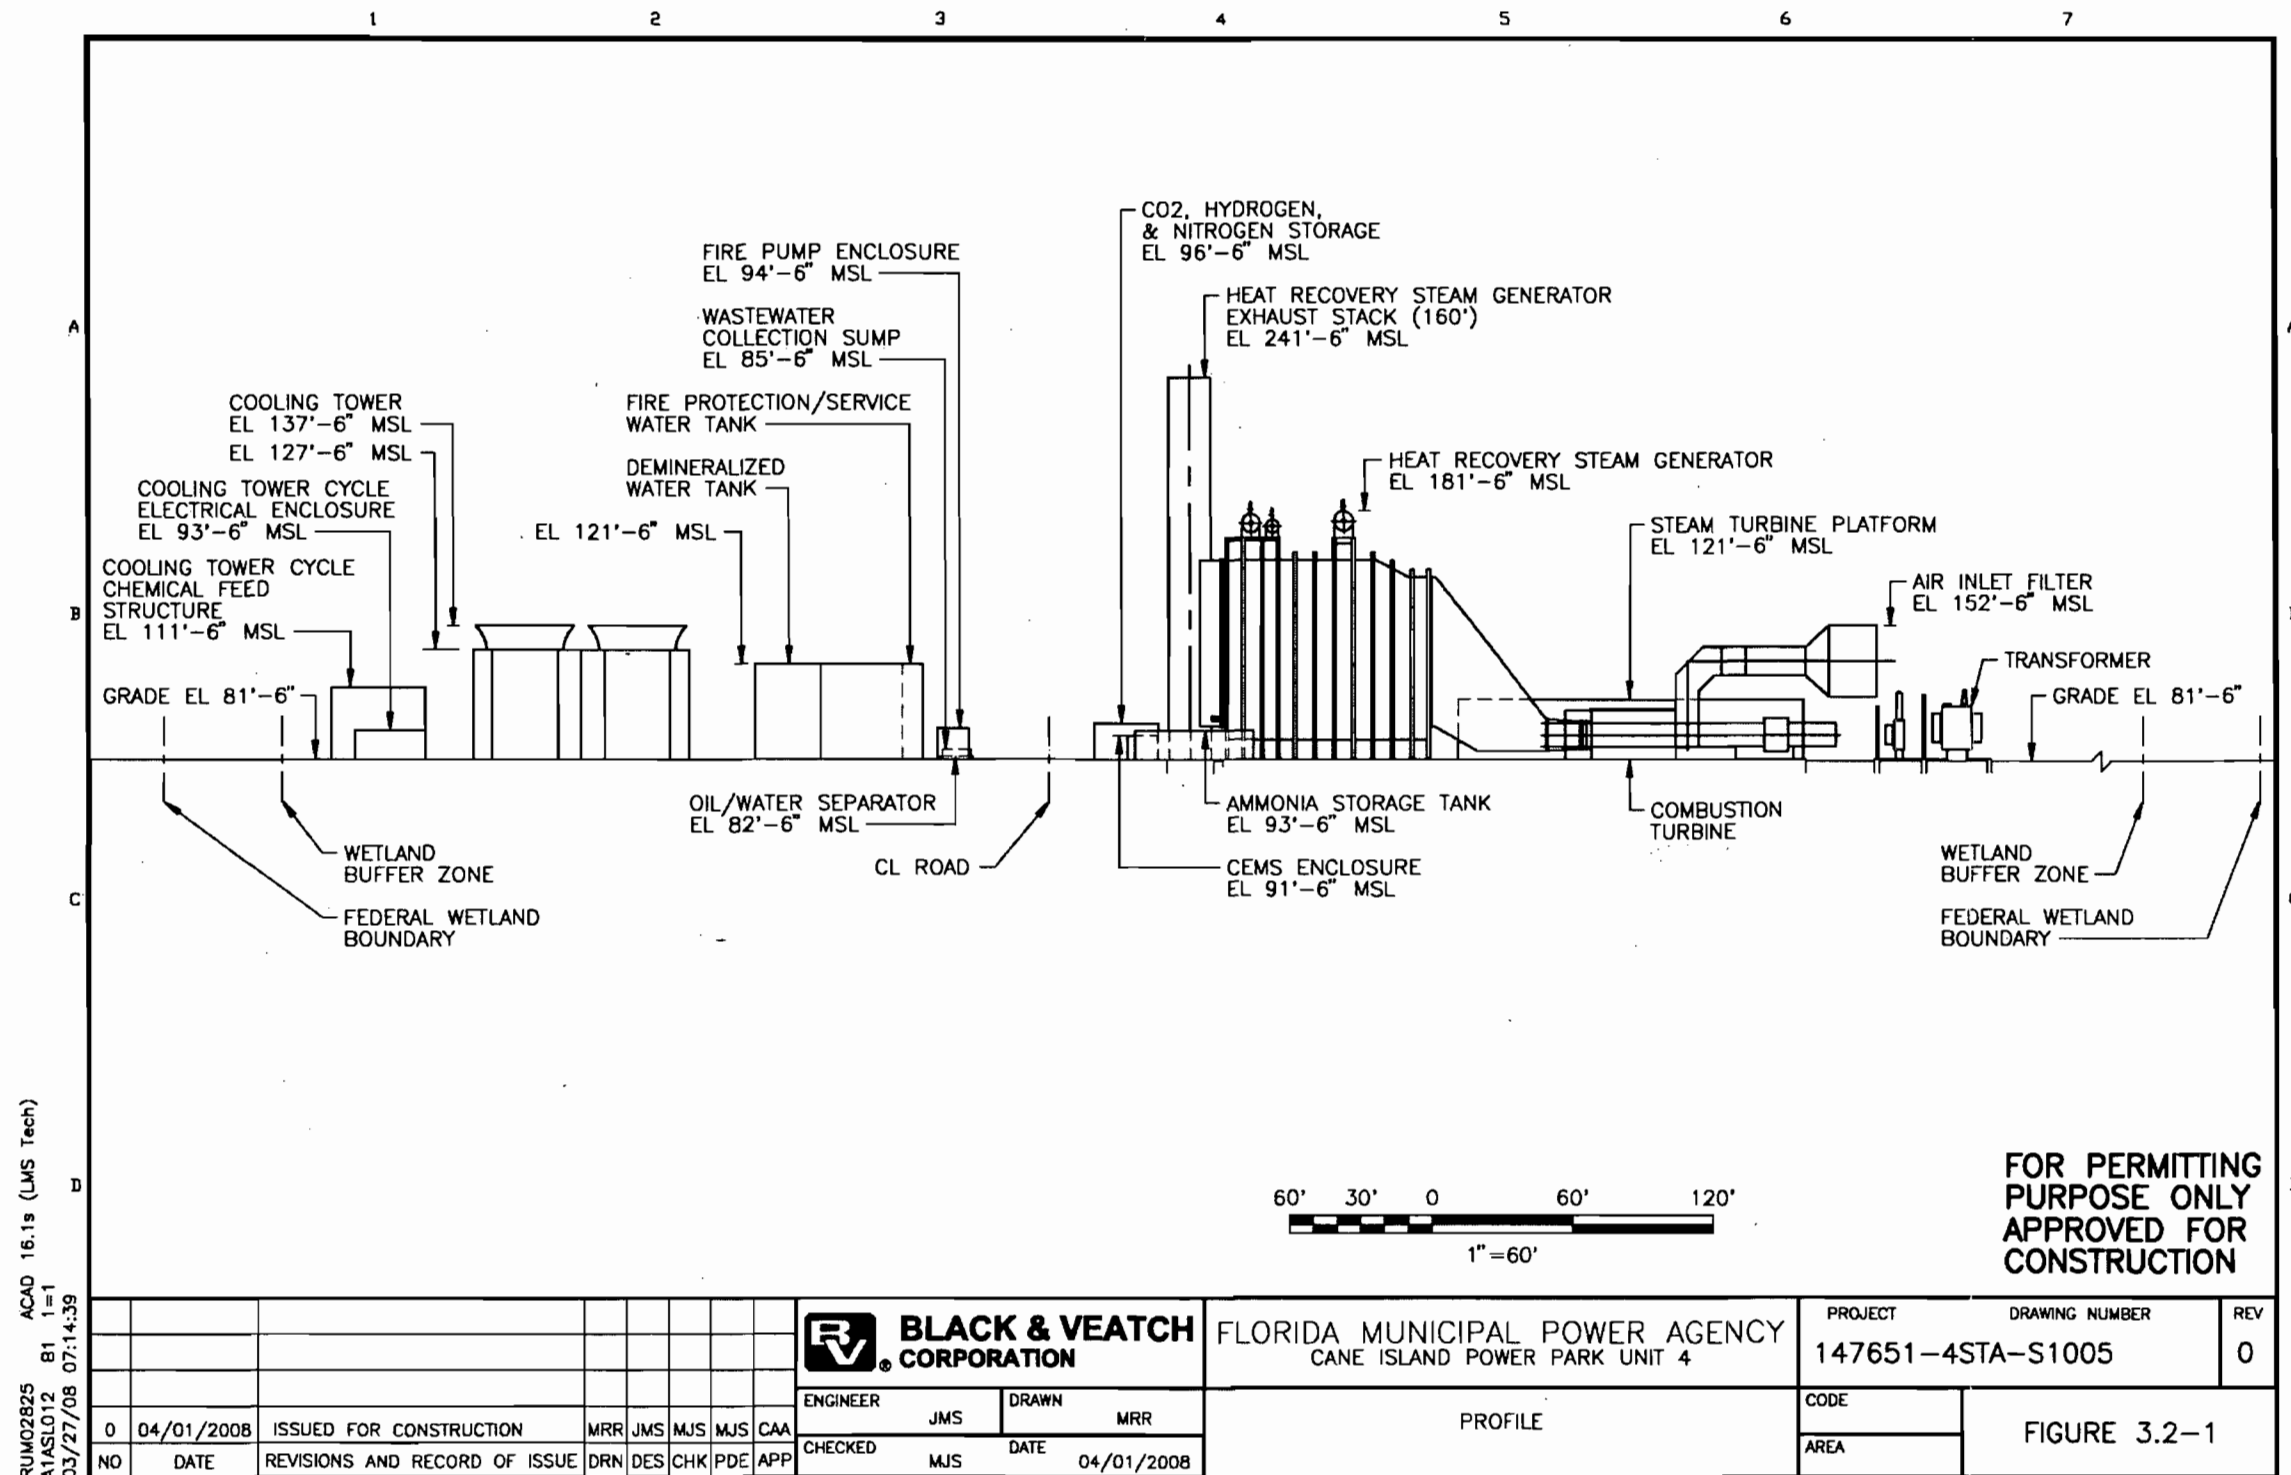 1 2 3 4 5 6 7
A
B
C
D
CO2, HYDROGEN,
& NITROGEN STORAGE
EL 96'-6" MSL
FIRE PUMP ENCLOSURE
EL 94'-6" MSL
WASTEWATER
COLLECTION SUMP
EL 85'-6" MSL
HEAT RECOVERY STEAM GENERATOR
EXHAUST STACK (160')
EL 241'-6" MSL
COOLING TOWER
EL 137'-6" MSL
EL 127'-6" MSL
FIRE PROTECTION/SERVICE
WATER TANK
DEMINERALIZED
WATER TANK
EL 121'-6" MSL
HEAT RECOVERY STEAM GENERATOR
EL 181'-6" MSL
COOLING TOWER CYCLE
ELECTRICAL ENCLOSURE
EL 93'-6" MSL
STEAM TURBINE PLATFORM
EL 121'-6" MSL
COOLING TOWER CYCLE
CHEMICAL FEED
STRUCTURE
EL 111'-6" MSL
AIR INLET FILTER
EL 152'-6" MSL
TRANSFORMER
GRADE EL 81'-6"
GRADE EL 81'-6"
OIL/WATER SEPARATOR
EL 82'-6" MSL
AMMONIA STORAGE TANK
EL 93'-6" MSL
COMBUSTION
TURBINE
WETLAND
BUFFER ZONE
CL ROAD
CEMS ENCLOSURE
EL 91'-6" MSL
WETLAND
BUFFER ZONE
FEDERAL WETLAND
BOUNDARY
FEDERAL WETLAND
BOUNDARY
60' 30' 0 60' 120'
1"=60'
FOR PERMITTING
PURPOSE ONLY
APPROVED FOR
CONSTRUCTION
RUM02825 ACAD 16.1s (LMS Tech)
A1ASL012 B1 1=1
03/27/08 07:14:39
0 04/01/2008 ISSUED FOR CONSTRUCTION MRR JMS MJS MJS CAA
NO DATE REVISIONS AND RECORD OF ISSUE DRN DES CHK PDE APP
BV ®
BLACK & VEATCH
CORPORATION
ENGINEER JMS DRAWN MRR
CHECKED MJS DATE 04/01/2008
FLORIDA MUNICIPAL POWER AGENCY
CANE ISLAND POWER PARK UNIT 4
PROFILE
PROJECT DRAWING NUMBER REV
147651-4STA-S1005 0
CODE
AREA
FIGURE 3.2-1